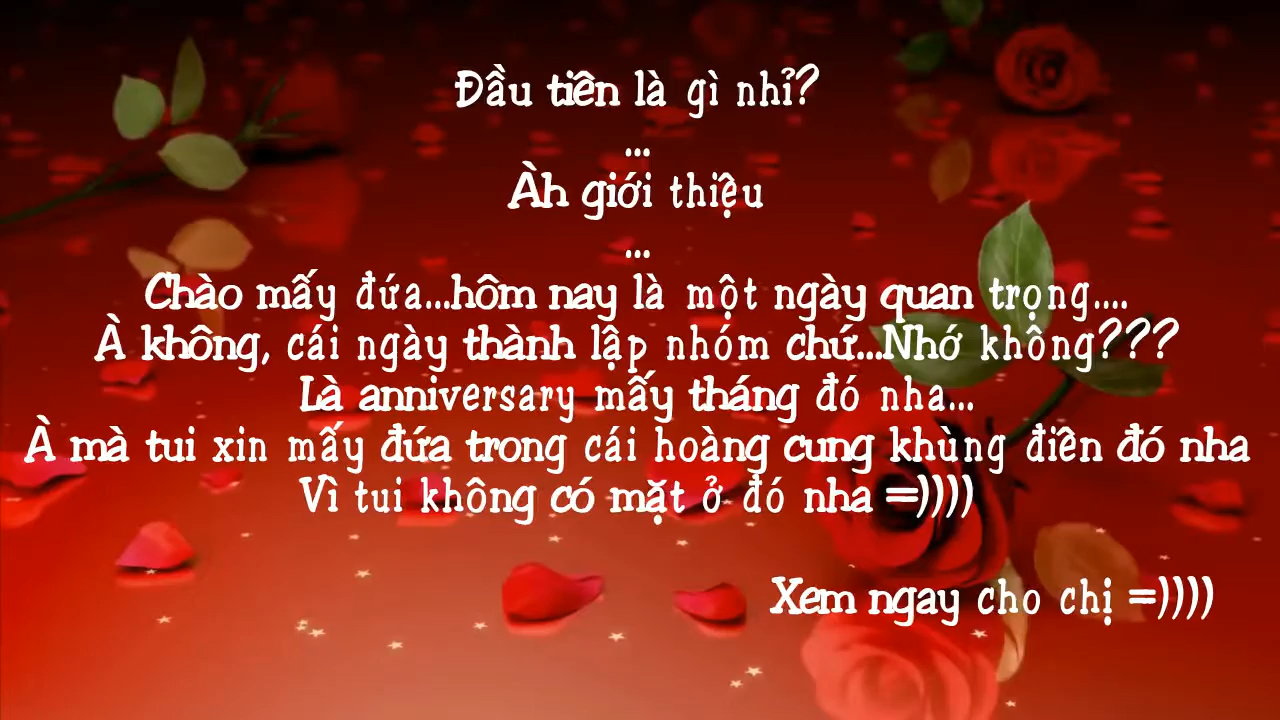 Đầu tiên là gì nhỉ?
...
Àh giới thiệu
...
Chào mấy đứa...hôm nay là một ngày quan trọng....
À không, cái ngày thành lập nhóm chứ...Nhớ không???
Là anniversary mấy tháng đó nha...
À mà tui xin mấy đứa trong cái hoàng cung khùng điên đó nha
Vì tui không có mặt ở đó nha =))))
Xem ngay cho chị =))))